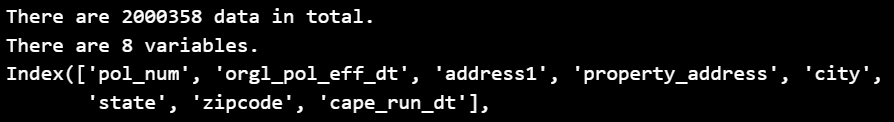 There are 2000358 data in total.
There are 8 variables.
Index(['pol_num', 'orgl_pol_eff_dt', 'address1', 'property_address', 'city',
'state', 'zipcode', 'cape_run_dt'],